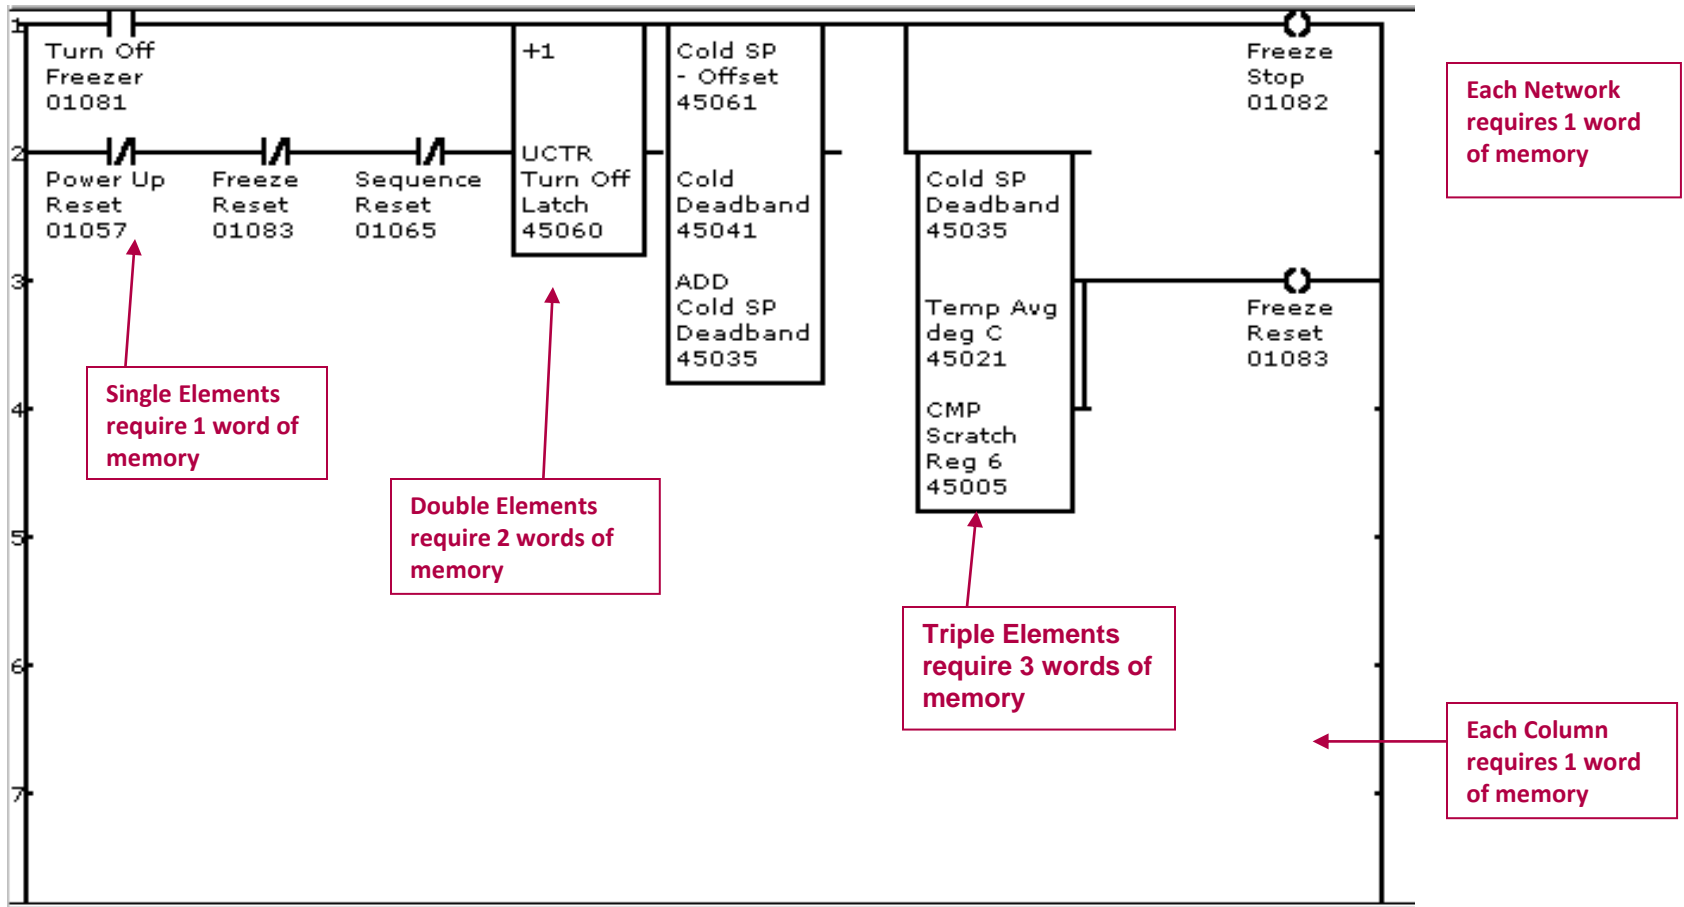 1
Turn Off
Freezer
01081
+1
Cold SP
- Offset
45061
Freeze
Stop
01082
2
Power Up
Reset
01057
Freeze
Reset
01083
Sequence
Reset
01065
UCTR
Turn Off
Latch
45060
Cold
Deadband
45041
ADD
Cold SP
Deadband
45035
Cold SP
Deadband
45035
Temp Avg
deg C
45021
CMP
Scratch
Reg 6
45005
3
Freeze
Reset
01083
4
5
6
7
Each Network
requires 1 word
of memory
Single Elements
require 1 word of
memory
Double Elements
require 2 words of
memory
Triple Elements
require 3 words of
memory
Each Column
requires 1 word
of memory